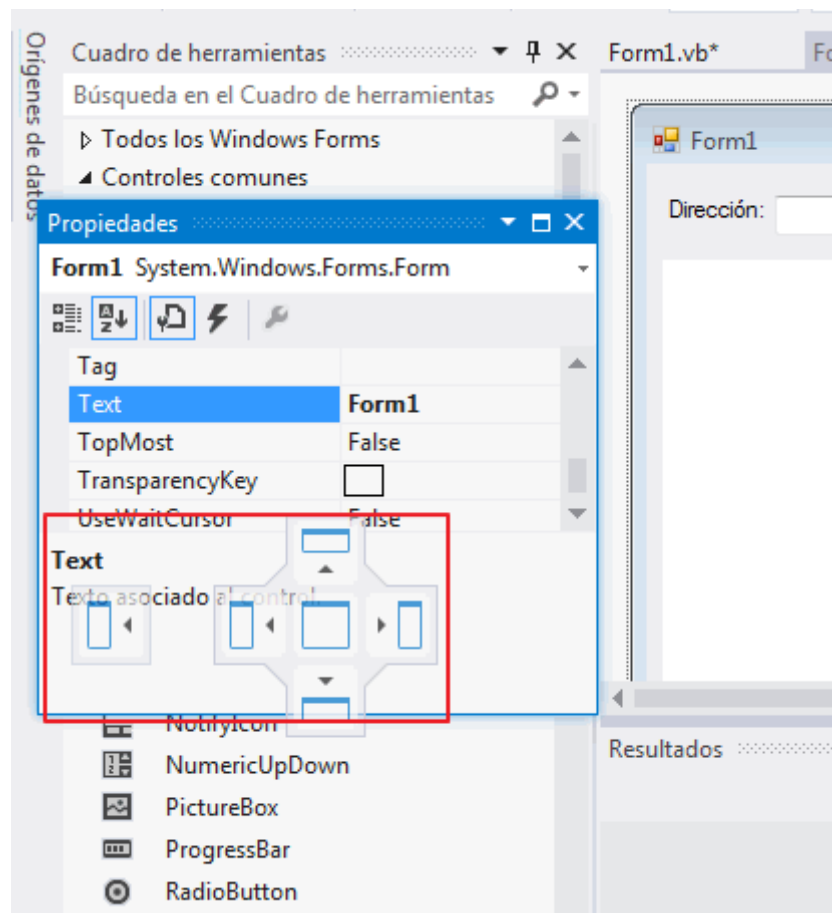 Orígenes de datos
Cuadro de herramientas
Form1.vb*
Fo
Búsqueda en el Cuadro de herramientas
Todos los Windows Forms
Controles comunes
Form1
Dirección:
Propiedades
Form1 System.Windows.Forms.Form
Tag
Text Form1
TopMost False
TransparencyKey
UseWaitCursor False
Text
Texto asociado al control.
NotifyIcon
NumericUpDown
PictureBox
ProgressBar
RadioButton
Resultados